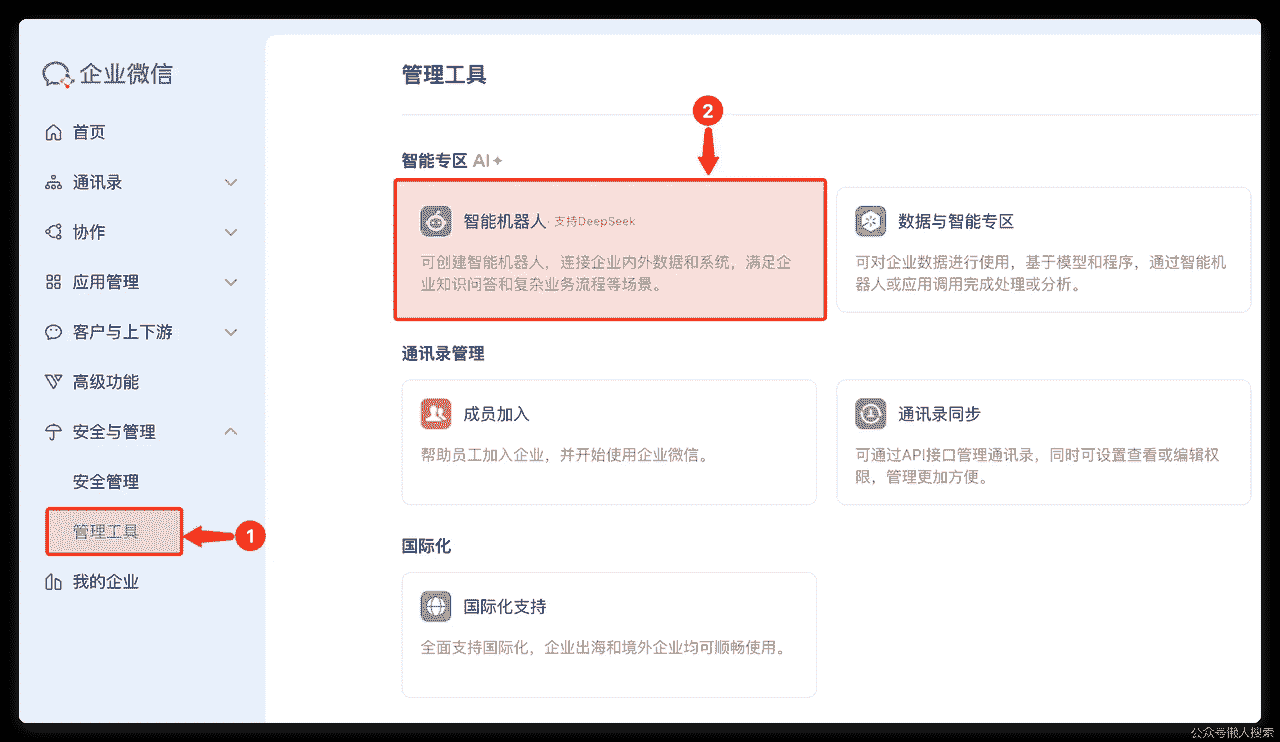 企业微信
首页
通讯录
协作
应用管理
客户与上下游
高级功能
安全与管理
安全管理
管理工具
1
我的企业
管理工具
2
智能专区 AI
智能机器人 · 支持DeepSeek
可创建智能机器人，连接企业内外数据和系统，满足企
业知识问答和复杂业务流程等场景。
数据与智能专区
可对企业数据进行使用，基于模型和程序，通过智能机
器人或应用调用完成处理或分析。
通讯录管理
成员加入
帮助员工加入企业，并开始使用企业微信。
通讯录同步
可通过API接口管理通讯录，同时可设置查看或编辑权
限，管理更加方便。
国际化
国际化支持
全面支持国际化，企业出海和境外企业均可顺畅使用。
公众号懒人搜索